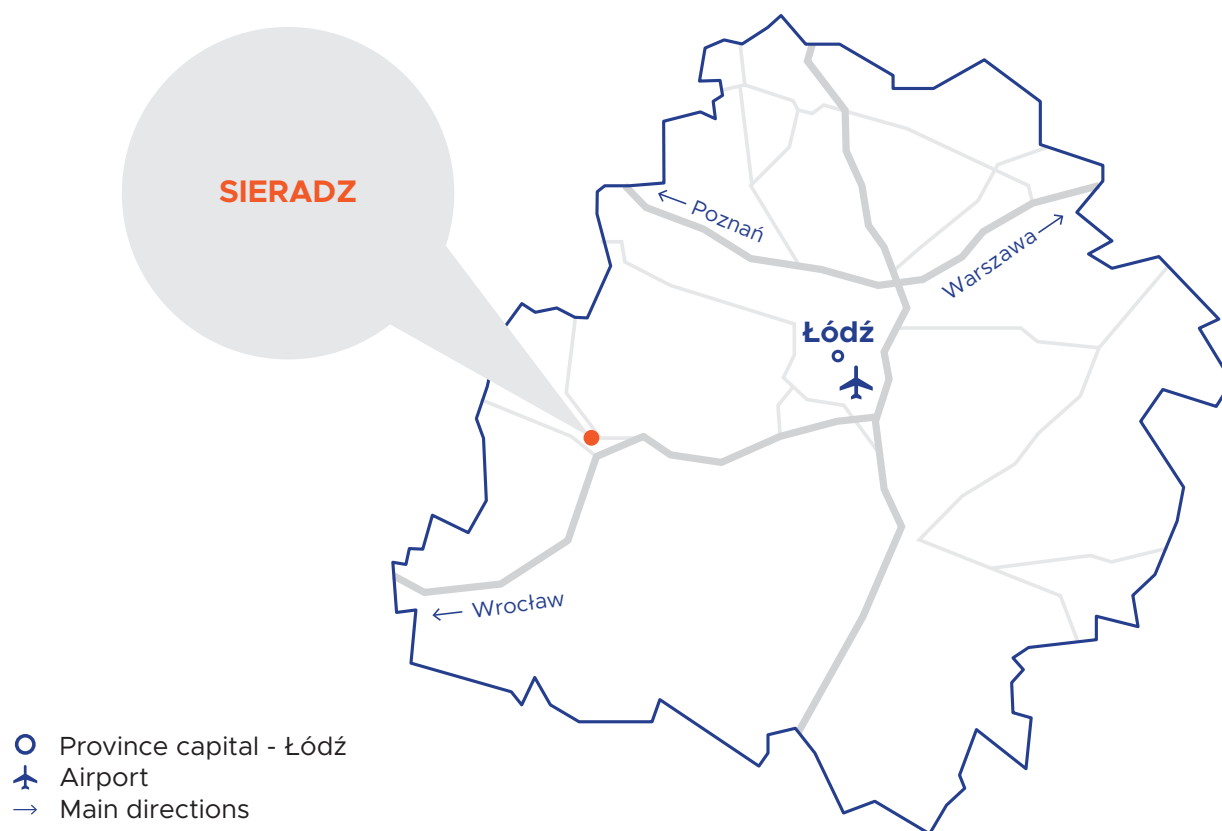 SIERADZ
← Poznań
Warszawa →
Łódź
← Wrocław
Province capital - Łódź
Airport
→ Main directions